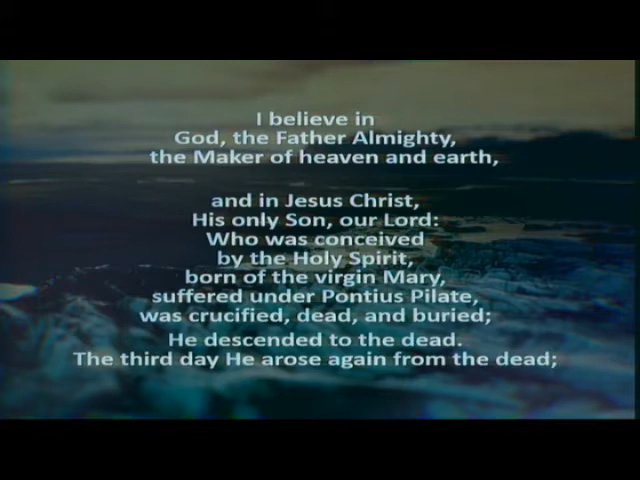 I believe in
God, the Father Almighty,
the Maker of heaven and earth,
and in Jesus Christ,
His only Son, our Lord:
Who was conceived
by the Holy Spirit,
born of the virgin Mary,
suffered under Pontius Pilate,
was crucified, dead, and buried;
He descended to the dead.
The third day He arose again from the dead;